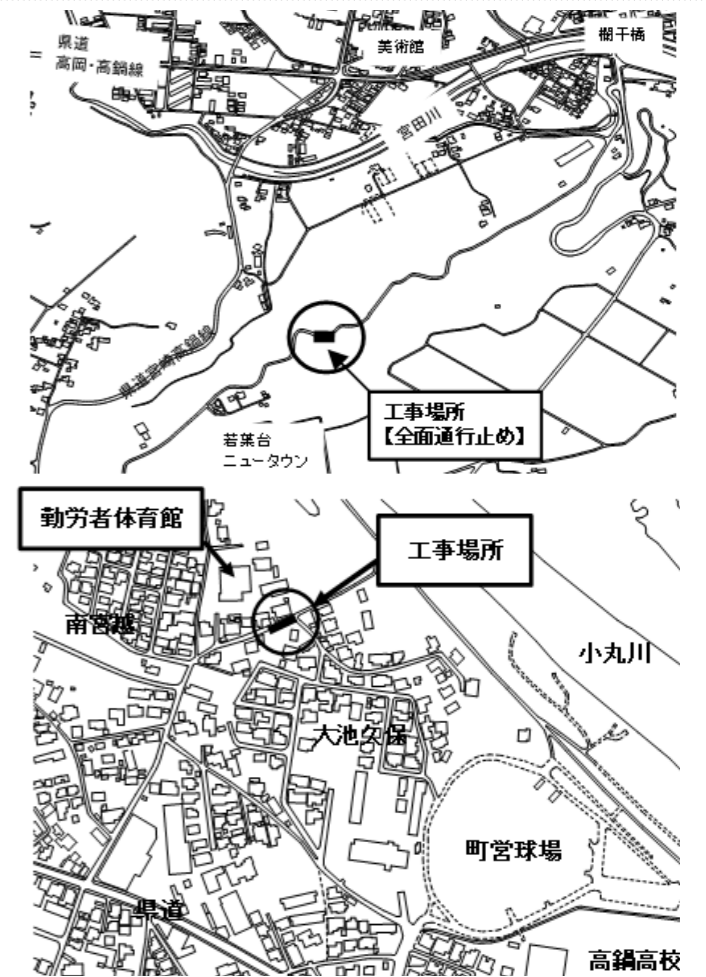 県道
高岡・高鍋線
美術館
欄干橋
宮田川
県道宮崎高鍋線
工事場所
【全面通行止め】
若葉台
ニュータウン
勤労者体育館
工事場所
南宮越
小丸川
大池久保
町営球場
県道
高鍋高校